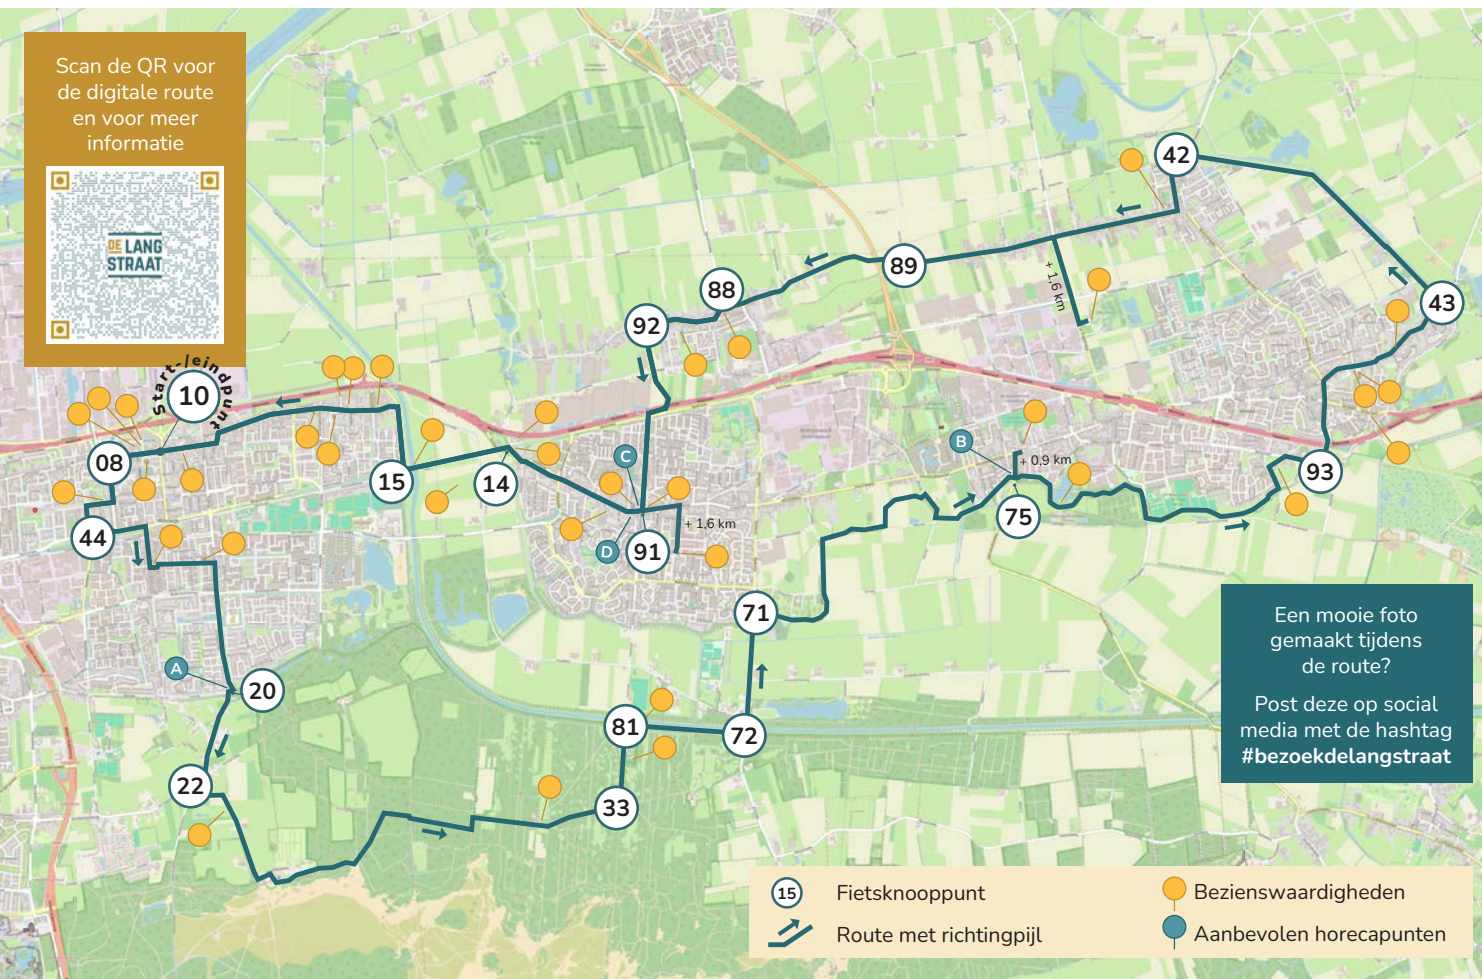 Scan de QR voor
de digitale route
en voor meer
informatie
DE LANG
STRAAT
Start-/eindpunt
10
08
44
20
22
33
81
72
71
75
93
43
42
89
88
92
91
14
15
A
B
C
D
+ 1,6 km
+ 1,6 km
+ 0,9 km
Een mooie foto
gemaakt tijdens
de route?
Post deze op social
media met de hashtag
#bezoekdelangstraat
15 Fietsknooppunt
Route met richtingpijl
Bezienswaardigheden
Aanbevolen horecapunten